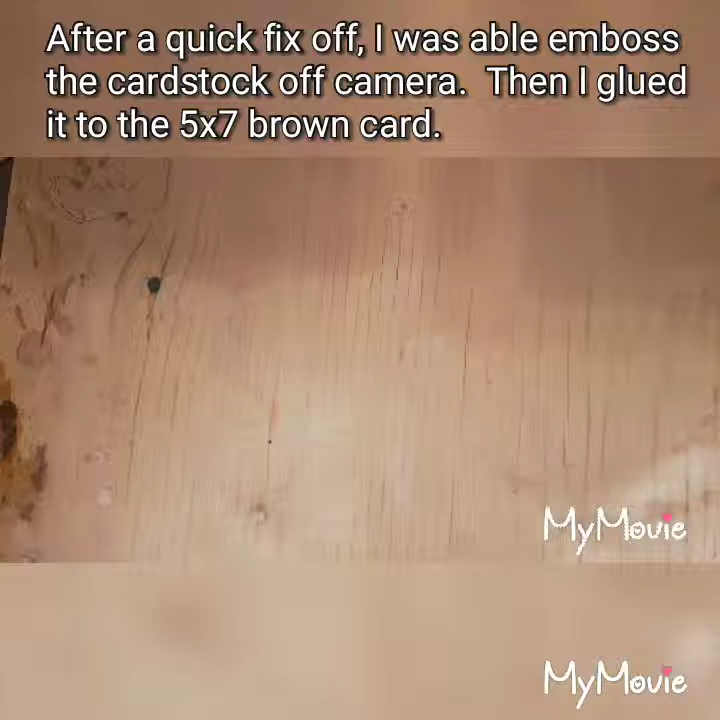 After a quick fix off, I was able emboss
the cardstock off camera. Then I glued
it to the 5x7 brown card.
MyMovie
MyMovie